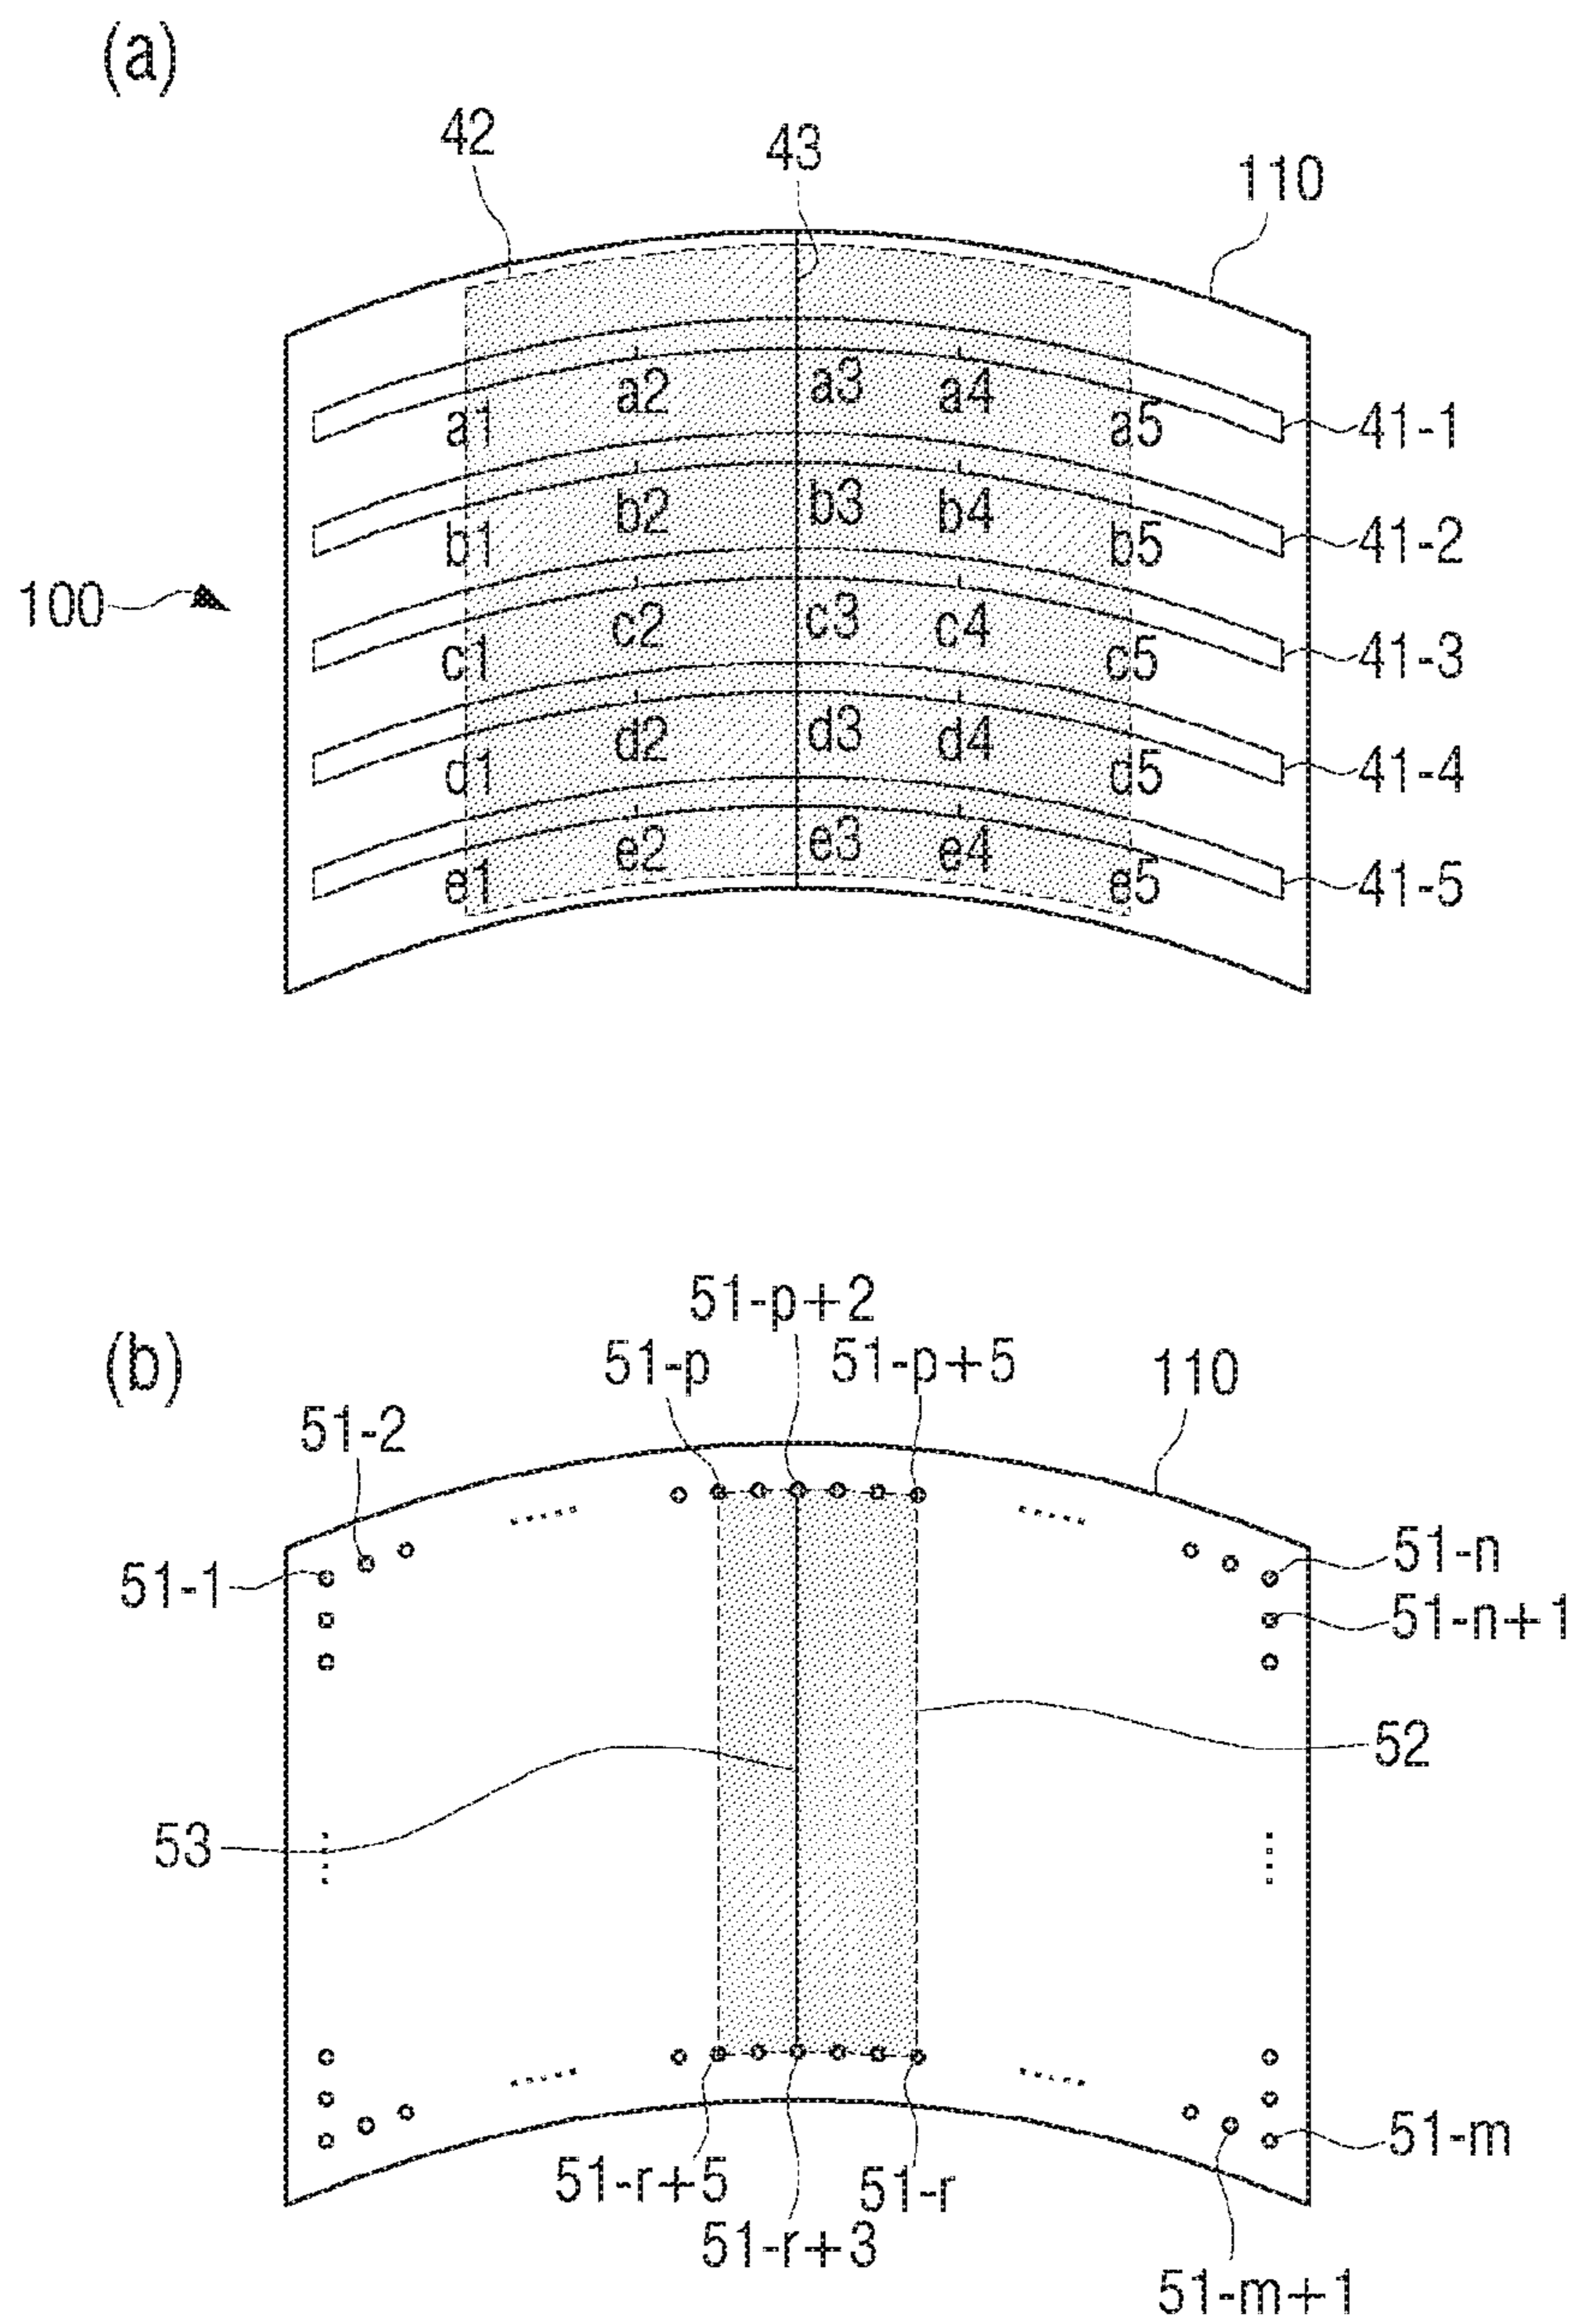 (a)
42
43
110
a1 a2 a3 a4 a5 41-1
b1 b2 b3 b4 b5 41-2
100
c1 c2 c3 c4 c5 41-3
d1 d2 d3 d4 d5 41-4
e1 e2 e3 e4 e5 41-5
(b)
51-p+2
51-p 51-p+5 110
51-2
51-1 51-n
51-n+1
52
53
51-m
51-r+5 51-r
51-r+3
51-m+1